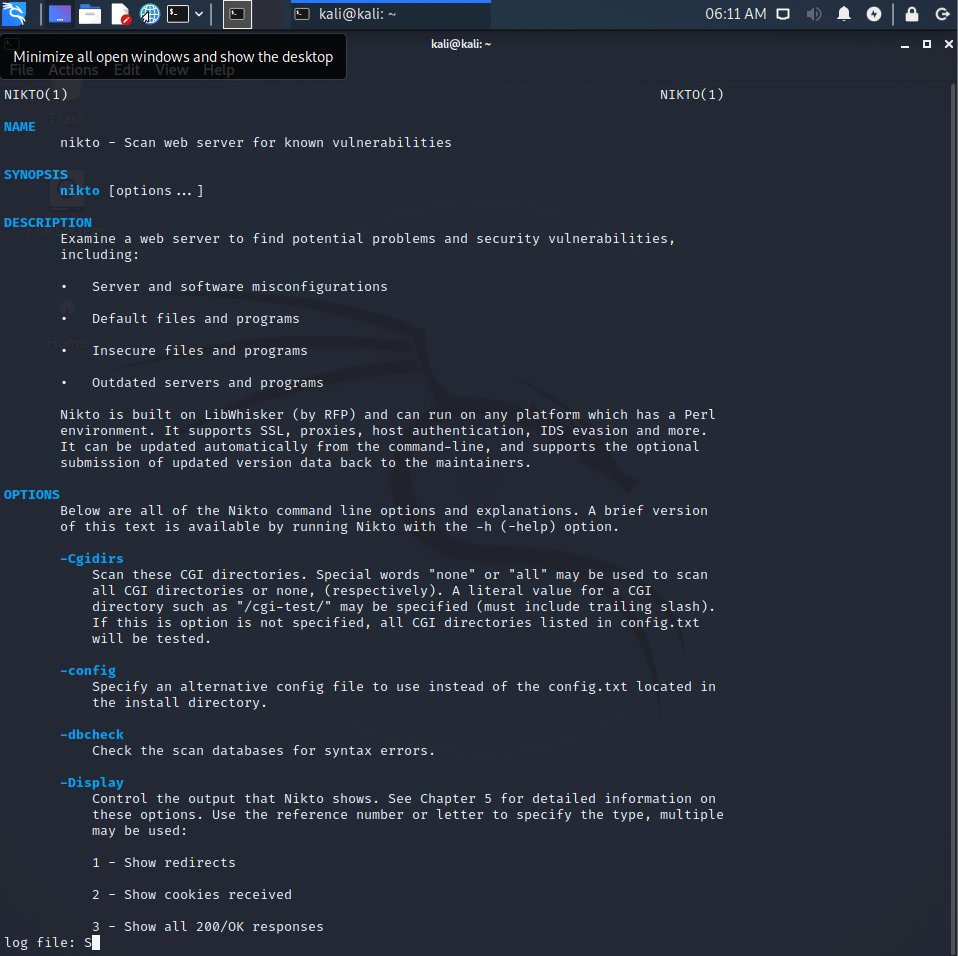 kali@kali: ~
06:11 AM
kali@kali: ~
Minimize all open windows and show the desktop
File Actions Edit View Help
NIKTO(1) NIKTO(1)
Trash
NAME
nikto - Scan web server for known vulnerabilities
SYNOPSIS
nikto [options...]
DESCRIPTION
Examine a web server to find potential problems and security vulnerabilities,
including:
• Server and software misconfigurations
• Default files and programs
Home
• Insecure files and programs
• Outdated servers and programs
Nikto is built on LibWhisker (by RFP) and can run on any platform which has a Perl
environment. It supports SSL, proxies, host authentication, IDS evasion and more.
It can be updated automatically from the command-line, and supports the optional
submission of updated version data back to the maintainers.
OPTIONS
Below are all of the Nikto command line options and explanations. A brief version
of this text is available by running Nikto with the -h (-help) option.
-Cgidirs
Scan these CGI directories. Special words "none" or "all" may be used to scan
all CGI directories or none, (respectively). A literal value for a CGI
directory such as "/cgi-test/" may be specified (must include trailing slash).
If this is option is not specified, all CGI directories listed in config.txt
will be tested.
-config
Specify an alternative config file to use instead of the config.txt located in
the install directory.
-dbcheck
Check the scan databases for syntax errors.
-Display
Control the output that Nikto shows. See Chapter 5 for detailed information on
these options. Use the reference number or letter to specify the type, multiple
may be used:
1 - Show redirects
2 - Show cookies received
3 - Show all 200/OK responses
log file: S